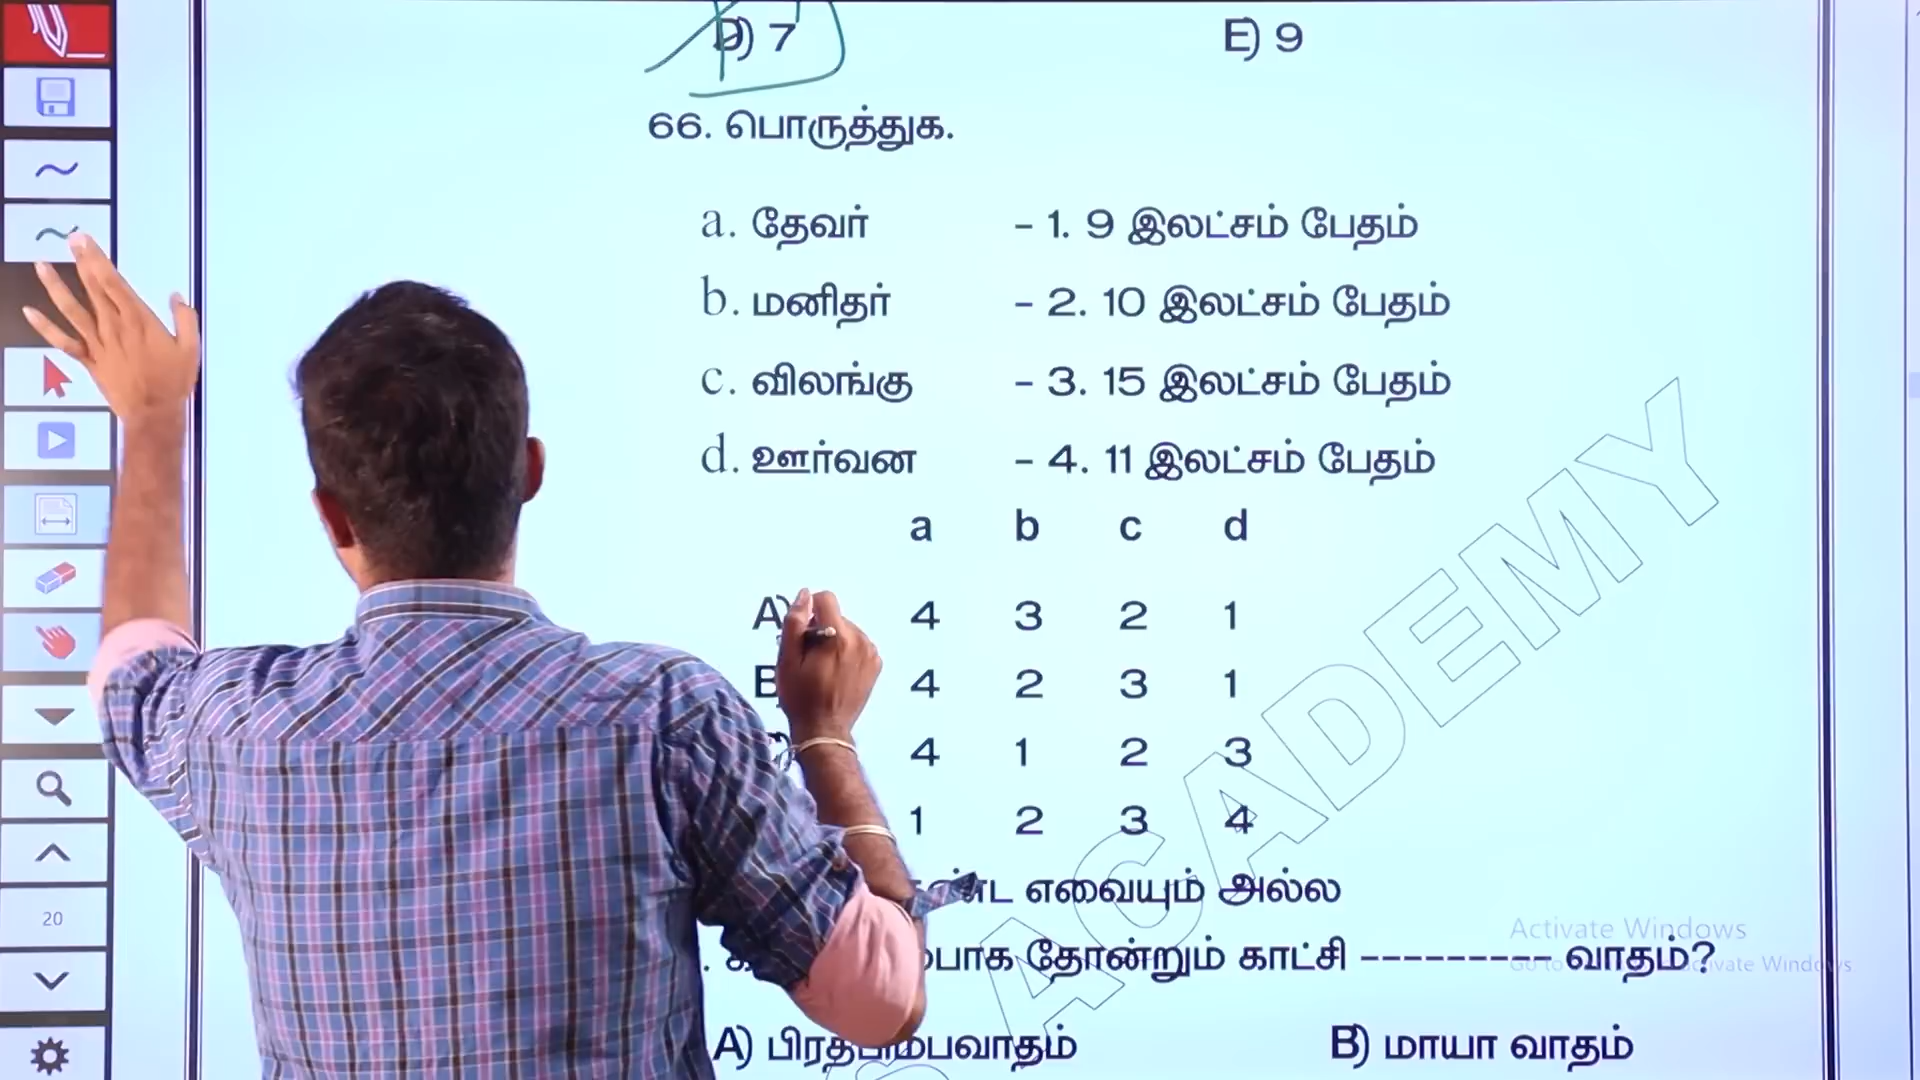 D) 7 E) 9
66. பொருத்துக.
a. தேவர் – 1. 9 இலட்சம் பேதம்
b. மனிதர் – 2. 10 இலட்சம் பேதம்
c. விலங்கு – 3. 15 இலட்சம் பேதம்
d. ஊர்வன – 4. 11 இலட்சம் பேதம்
a b c d
A) 4 3 2 1
B 4 2 3 1
4 1 2 3
1 2 3 4
எவையும் அல்ல
தோன்றும் காட்சி --------- வாதம்?
A) பிரதிபிம்பவாதம் B) மாயா வாதம்
ACADEMY
Activate Windows
20